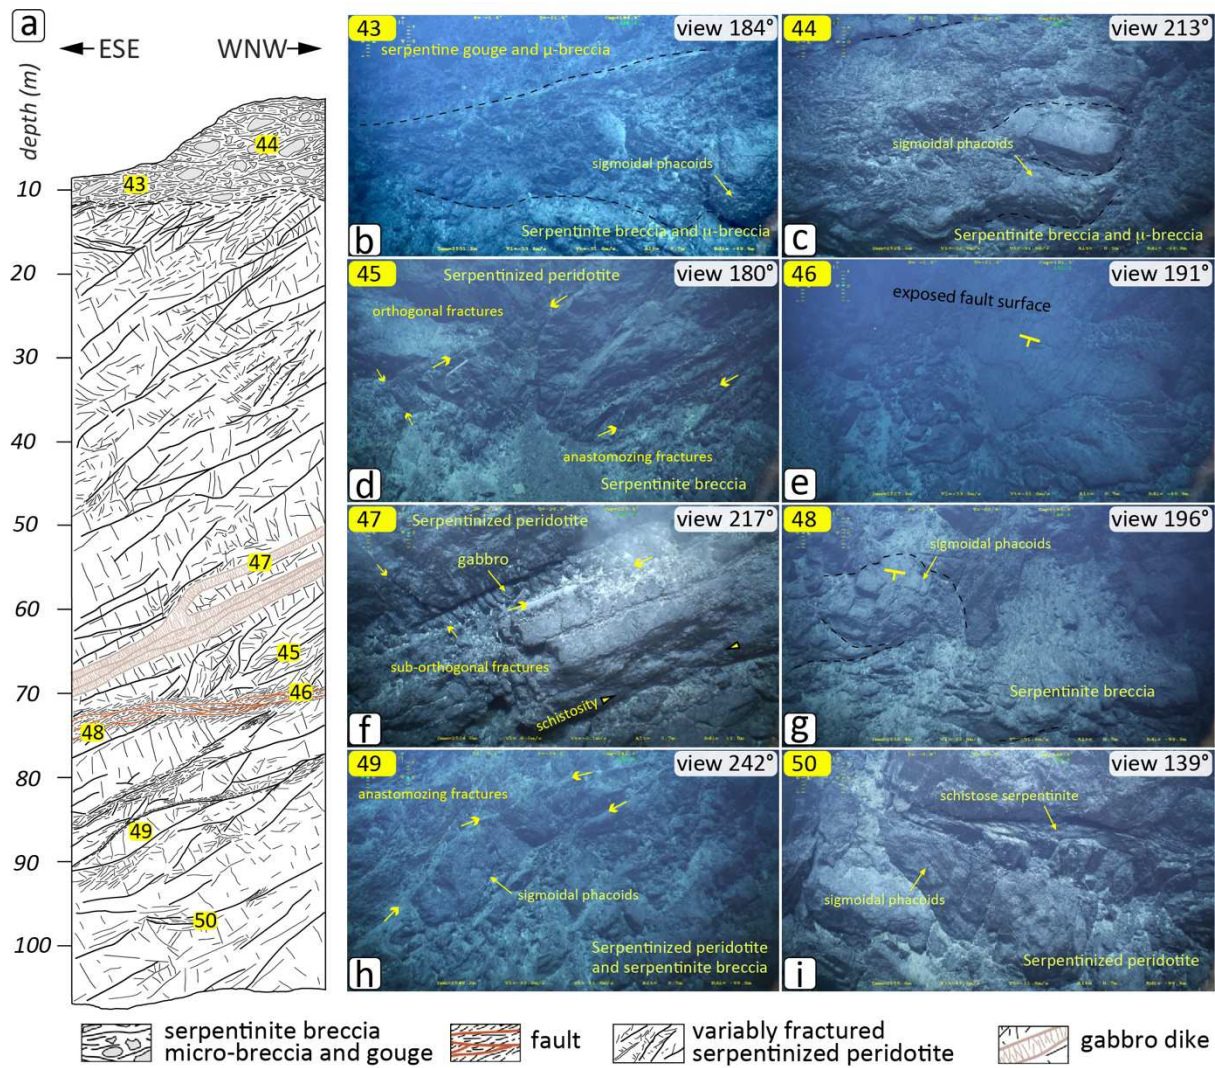 a
ESE WNW
depth (m)
44
43
10
20
30
40
50
47
60
45
70
46
48
80
49
90
50
100
43
view 184°
serpentine gouge and μ-breccia
sigmoidal phacoids
Serpentinite breccia and μ-breccia
b
44
view 213°
sigmoidal phacoids
Serpentinite breccia and μ-breccia
c
45
view 180°
Serpentinized peridotite
orthogonal fractures
anastomozing fractures
Serpentinite breccia
d
46
view 191°
exposed fault surface
e
47
view 217°
Serpentinized peridotite
gabbro
sub-orthogonal fractures
schistosity
f
48
view 196°
sigmoidal phacoids
Serpentinite breccia
g
49
view 242°
anastomozing fractures
sigmoidal phacoids
Serpentinized peridotite
and serpentinite breccia
h
50
view 139°
schistose serpentinite
sigmoidal phacoids
Serpentinized peridotite
i
serpentinite breccia
micro-breccia and gouge
fault
variably fractured
serpentinized peridotite
gabbro dike